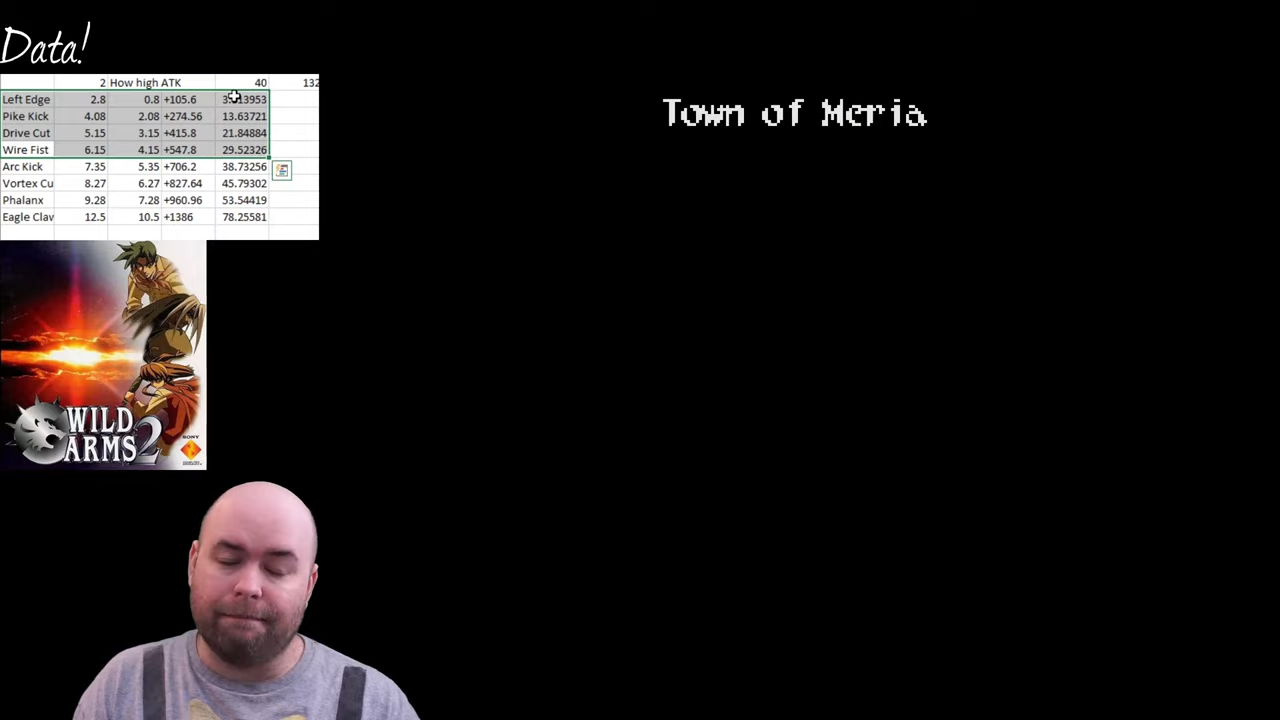 Data!
2 How high ATK 40 132
Left Edge 2.8 0.8 +105.6
Pike Kick 4.08 2.08 +274.56 13.63721
Drive Cut 5.15 3.15 +415.8 21.84884
Wire Fist 6.15 4.15 +547.8 29.52326
Arc Kick 7.35 5.35 +706.2 38.73256
Vortex Cu 8.27 6.27 +827.64 45.79302
Phalanx 9.28 7.28 +960.96 53.54419
Eagle Claw 12.5 10.5 +1386 78.25581
Town of Meria
WILD
ARMS 2
SONY